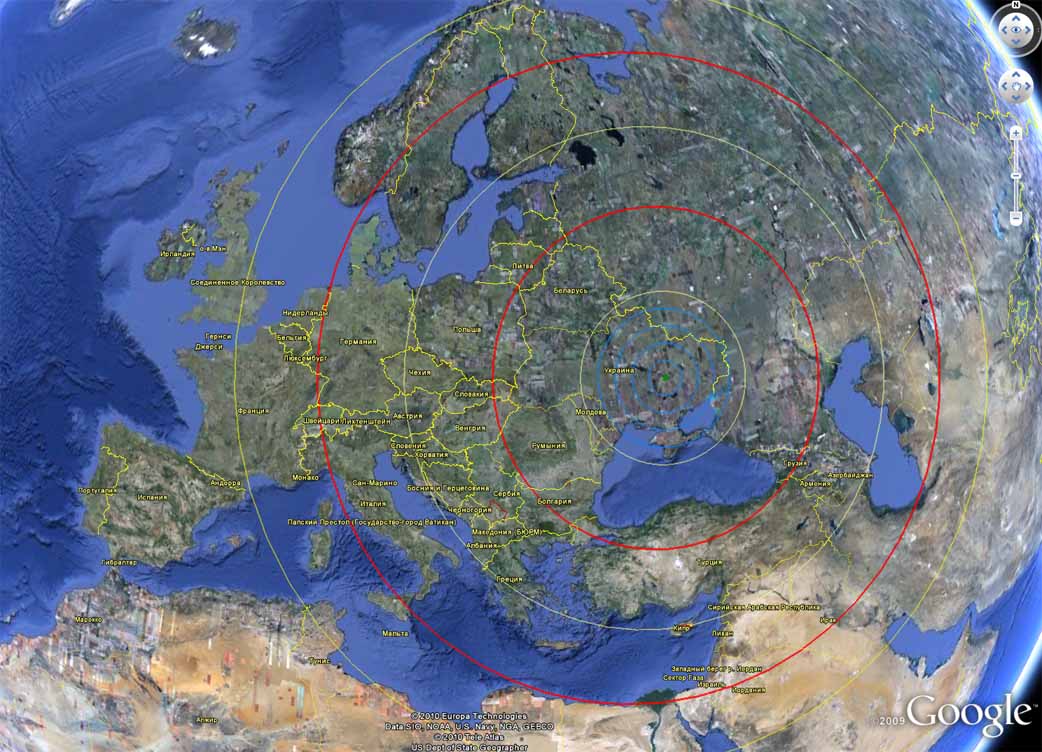 N
о-в Мэн
Ирландия
Соединенное Королевство
Литва
Беларусь
Нидерланды
Польша
Гернси
Бельгия
Германия
Джерси
Люксембург
Чехия
Украина
Словакия
Франция
Австрия
Молдова
Швейцария
Лихтенштейн
Венгрия
Словения
Румыния
Хорватия
Грузия
Монако
Андорра
Сан-Марино
Азербайджан
Армения
Португалия
Испания
Босния и Герцеговина
Сербия
Италия
Болгария
Черногория
Папский Престол (Государство-город Ватикан)
Македония (БЮРМ)
Албания
Гибралтар
Турция
Греция
Сирийская Арабская Республика
Марокко
Ирак
Кипр
Мальта
Ливан
Тунис
Западный берег р. Иордан
Сектор Газа
Израиль
Иордания
Алжир
© 2010 Europa Technologies
Data SIO, NOAA, U.S. Navy, NGA, GEBCO
© 2010 Tele Atlas
US Dept of State Geographer
©2009 Google™